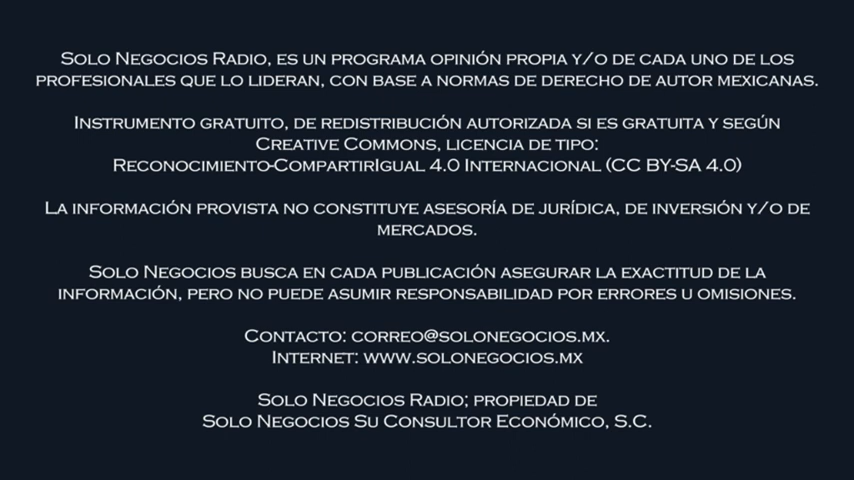 Solo Negocios Radio, es un programa opinión propia y/o de cada uno de los
profesionales que lo lideran, con base a normas de derecho de autor mexicanas.
Instrumento gratuito, de redistribución autorizada si es gratuita y según
Creative Commons, licencia de tipo:
Reconocimiento-CompartirIgual 4.0 Internacional (CC BY-SA 4.0)
La información provista no constituye asesoría de jurídica, de inversión y/o de
mercados.
Solo Negocios busca en cada publicación asegurar la exactitud de la
información, pero no puede asumir responsabilidad por errores u omisiones.
Contacto: correo@solonegocios.mx.
Internet: www.solonegocios.mx
Solo Negocios Radio; propiedad de
Solo Negocios Su Consultor Económico, S.C.